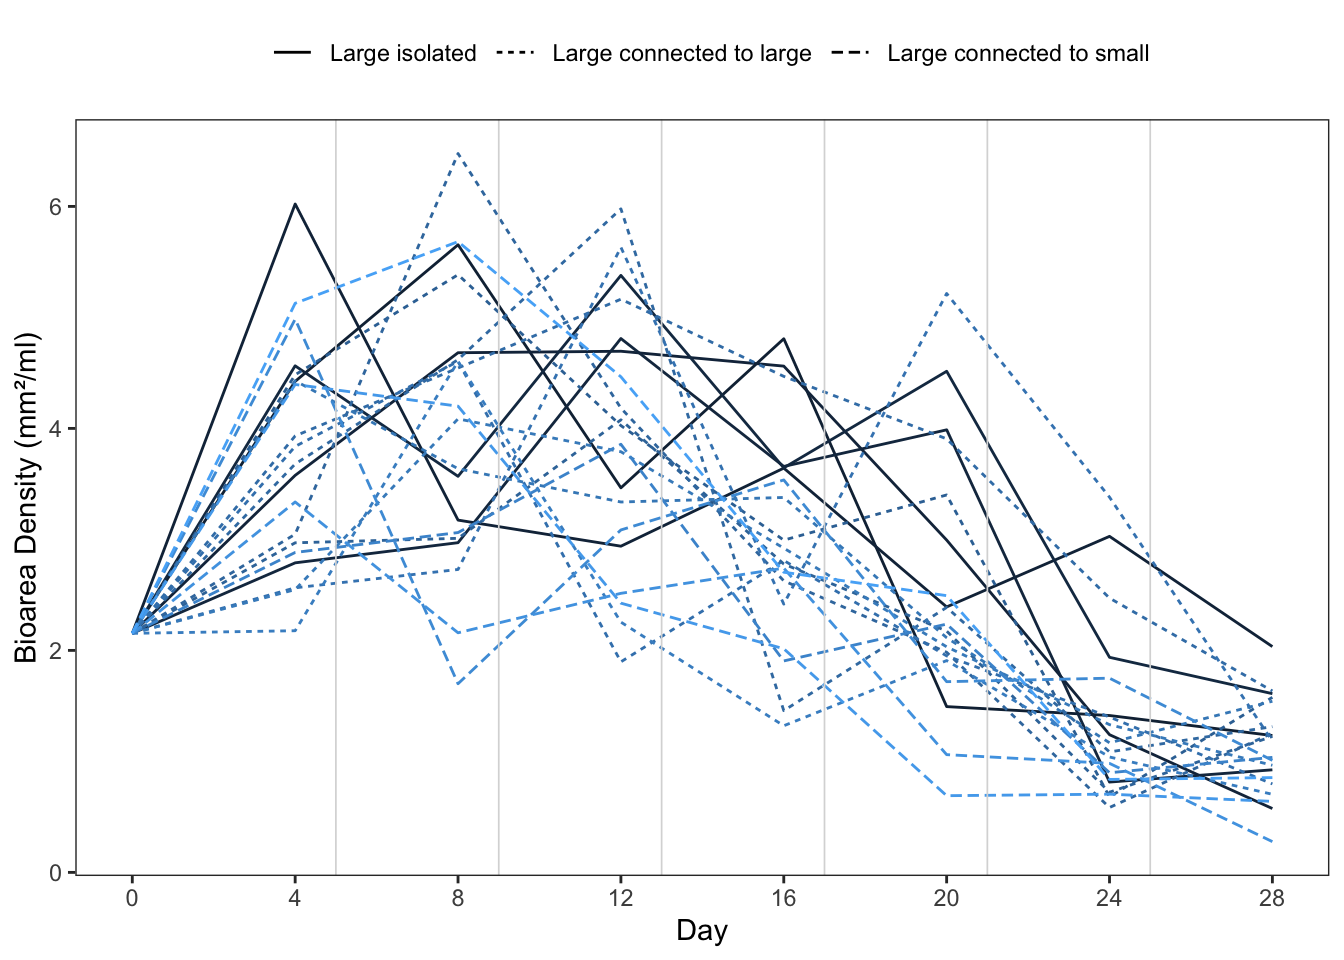 Large isolated Large connected to large Large connected to small
Bioarea Density (mm²/ml)
6
4
2
0
0 4 8 12 16 20 24 28
Day